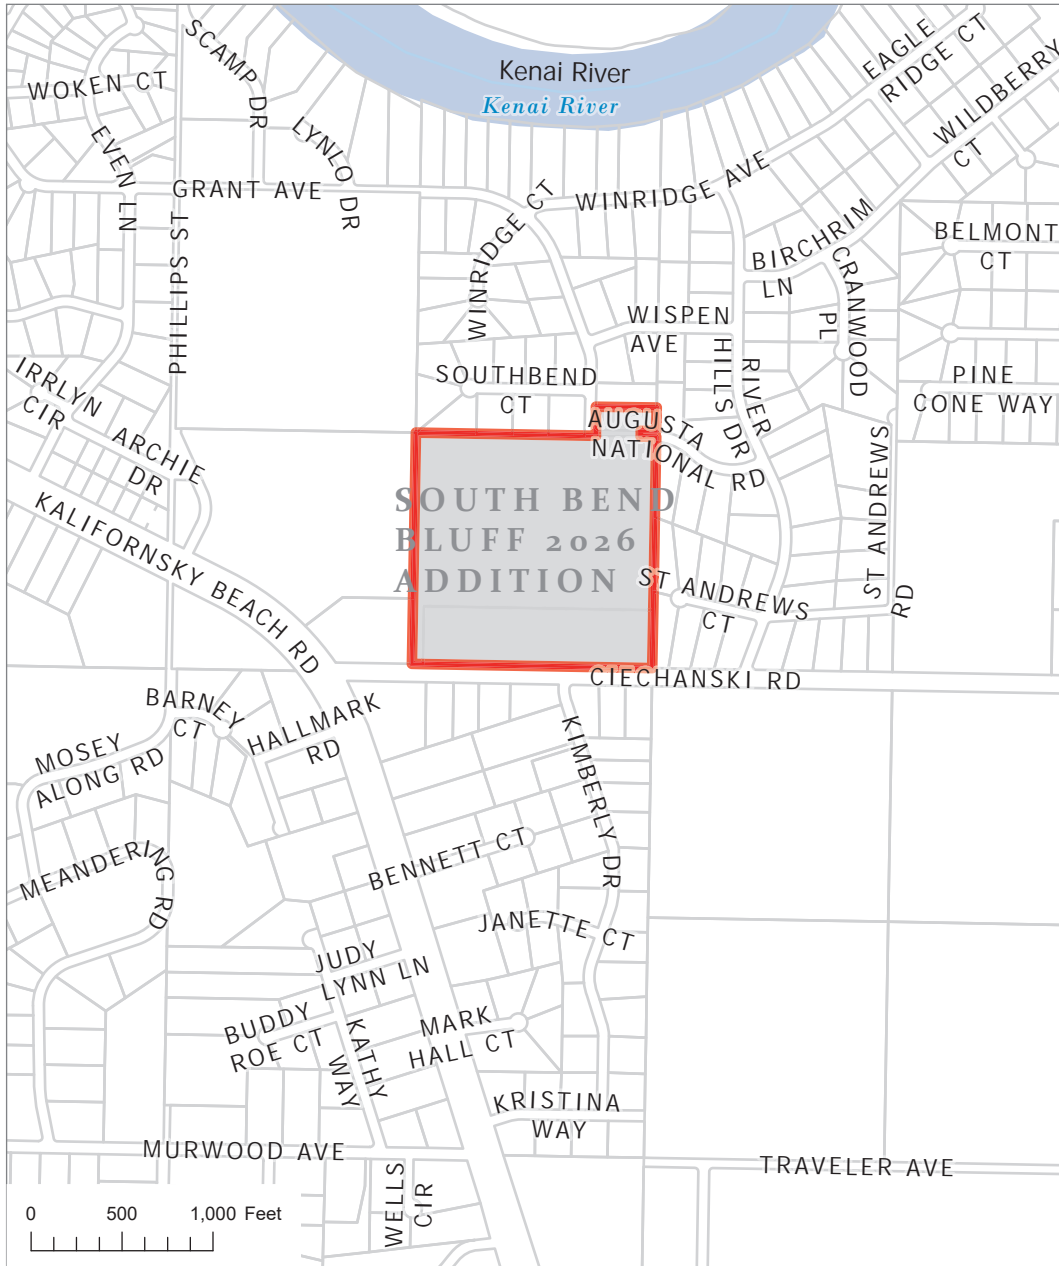 SCAMP DR
EAGLE
RIDGE CT
Kenai River
Kenai River
WOKEN CT
WILDBERRY
CT
EVEN LN
LYNLO DR
GRANT AVE
WINRIDGE AVE
WINRIDGE CT
PHILLIPS ST
BIRCHRIM
LN
BELMONT
CT
CRANWOOD
PL
WISPEN
AVE
RIVER
HILLS DR
SOUTHBEND
CT
IRRLYN
CIR
PINE
CONE WAY
AUGUSTA
NATIONAL RD
ARCHIE
DR
ST ANDREWS
RD
KALIFORNSKY BEACH RD
SOUTH BEND
BLUFF 2026
ADDITION
ST ANDREWS
CT
CIECHANSKI RD
BARNEY
CT
HALLMARK
RD
MOSEY
ALONG RD
KIMBERLY DR
MEANDERING RD
BENNETT CT
JANETTE CT
JUDY
LYNN LN
BUDDY
ROE CT
KATHY
WAY
MARK
HALL CT
KRISTINA
WAY
MURWOOD AVE
TRAVELER AVE
WELLS
CIR
0 500 1,000 Feet